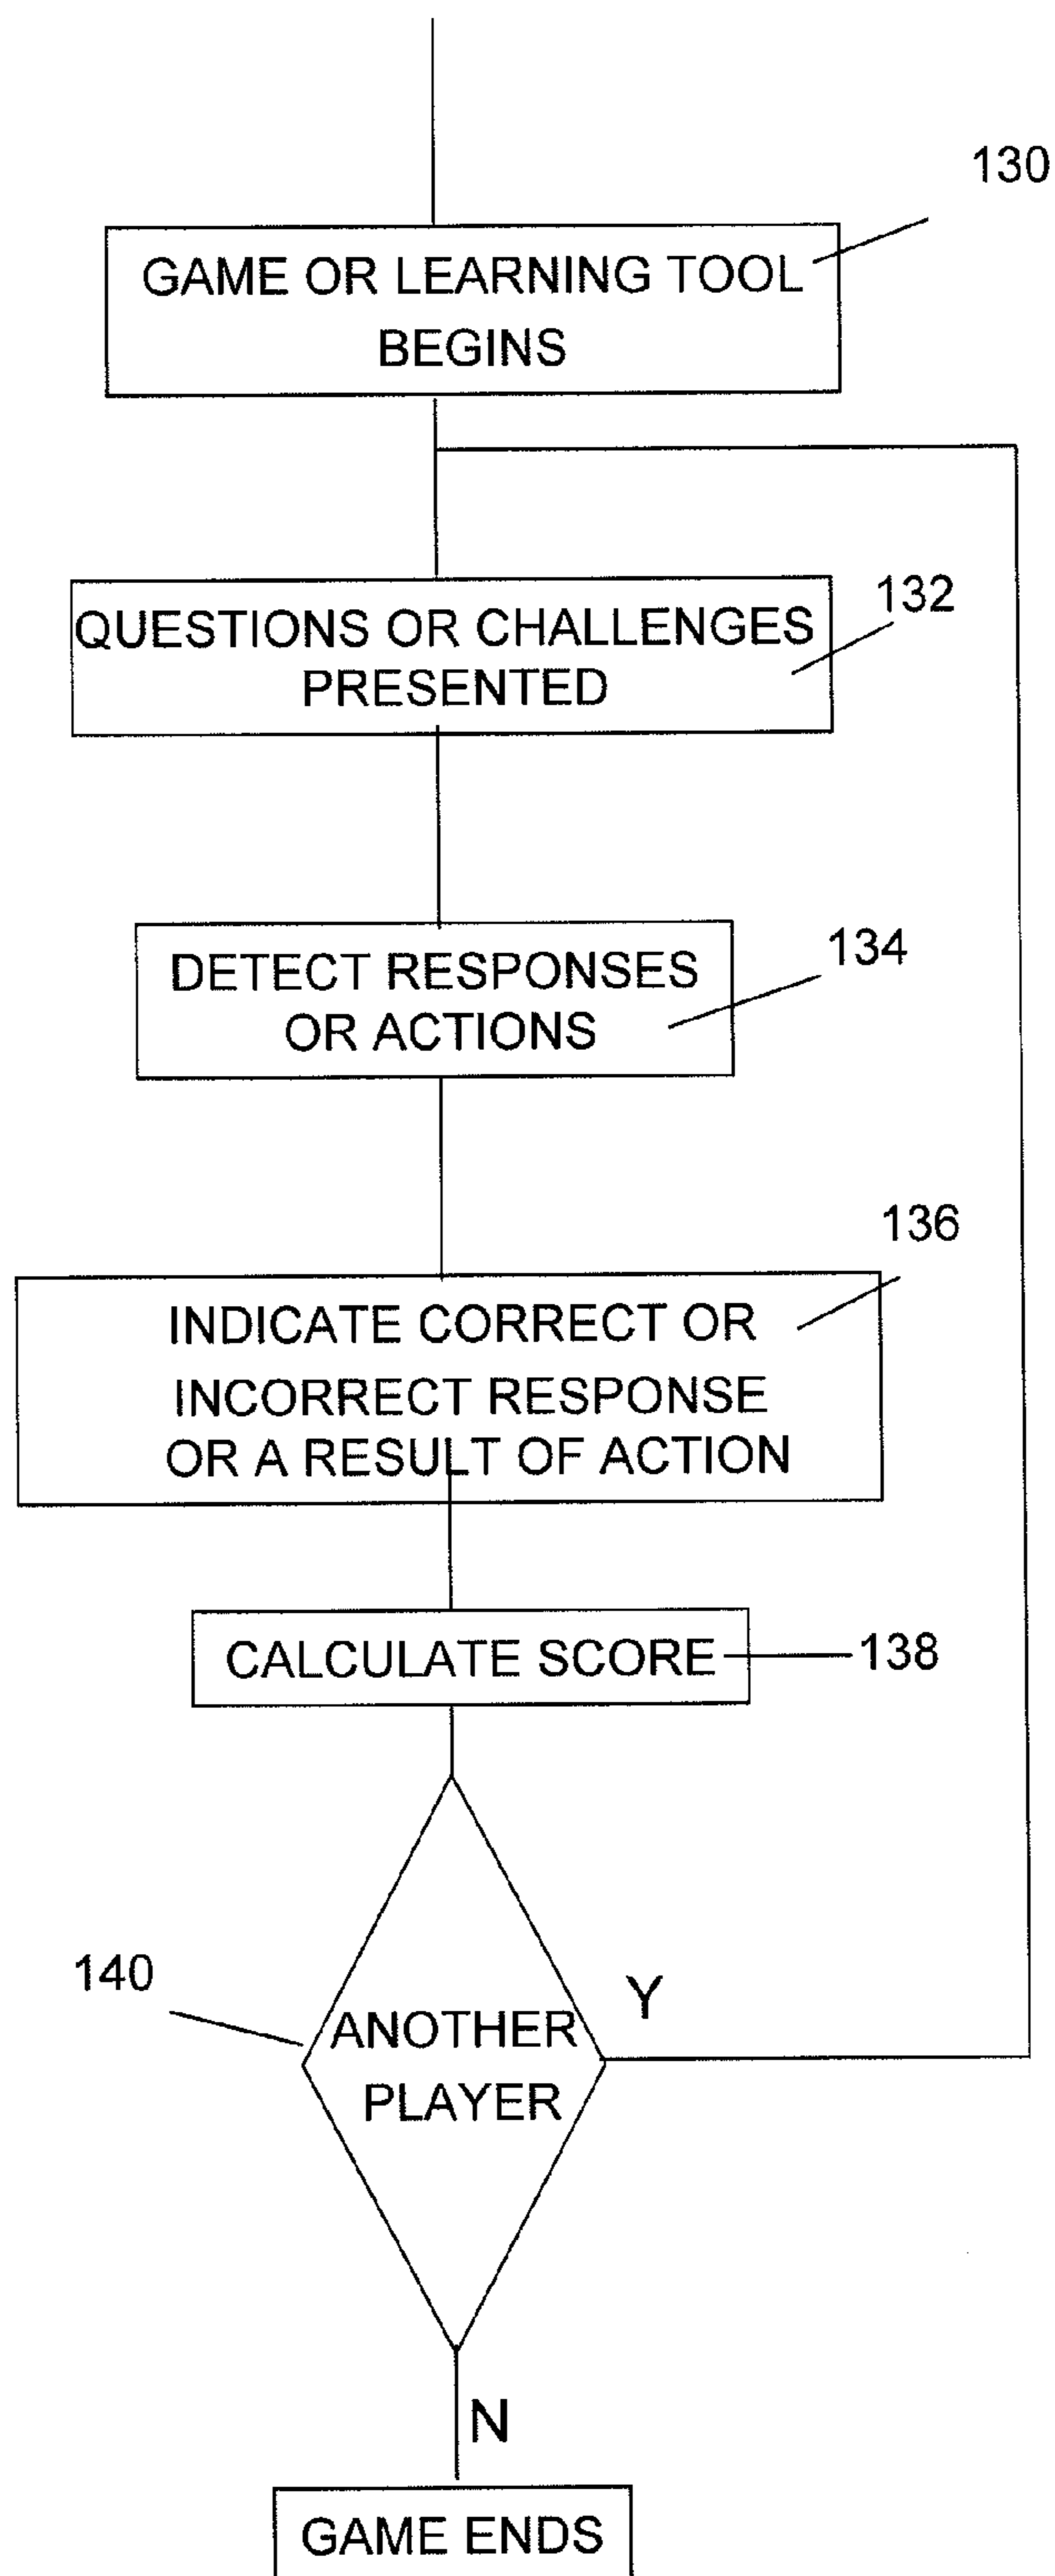 130
GAME OR LEARNING TOOL
BEGINS
132
QUESTIONS OR CHALLENGES
PRESENTED
134
DETECT RESPONSES
OR ACTIONS
136
INDICATE CORRECT OR
INCORRECT RESPONSE
OR A RESULT OF ACTION
CALCULATE SCORE
138
140
ANOTHER
PLAYER
Y
N
GAME ENDS